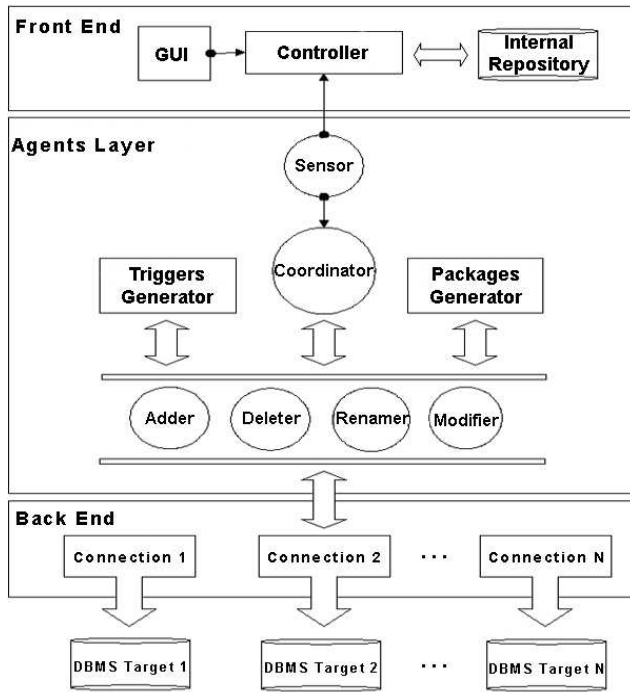 Front End
GUI
Controller
Internal
Repository
Agents Layer
Sensor
Coordinator
Triggers
Generator
Packages
Generator
Adder
Deleter
Renamer
Modifier
Back End
Connection 1
Connection 2
...
Connection N
DBMS Target 1
DBMS Target 2
...
DBMS Target N